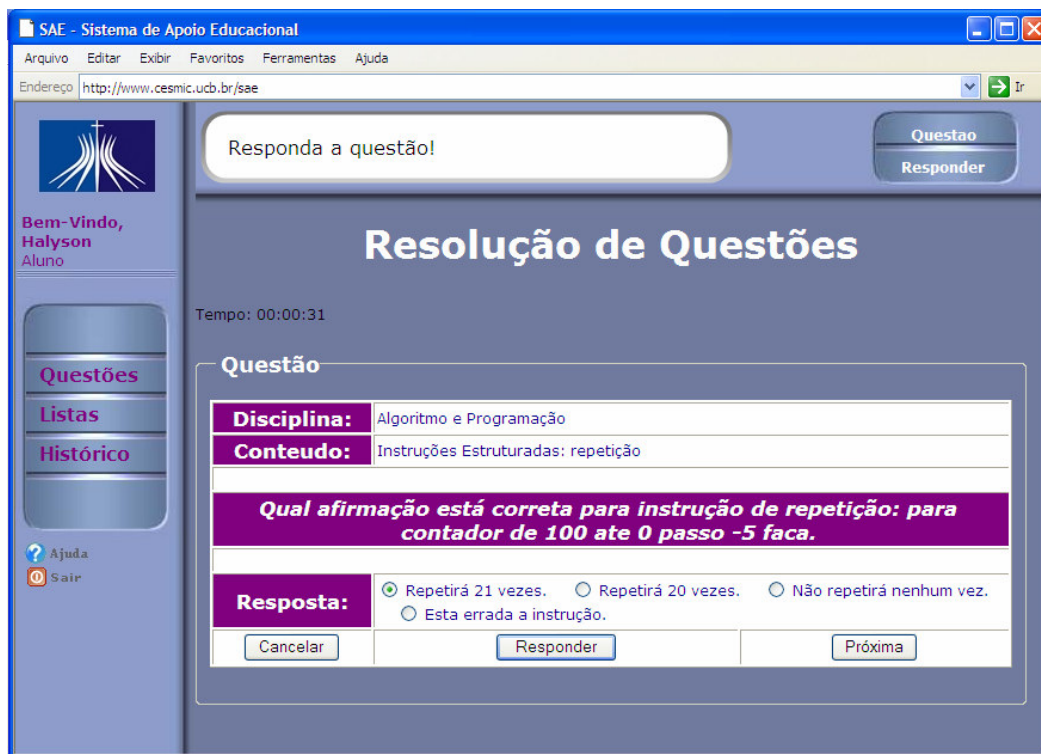 SAE - Sistema de Apoio Educacional
Arquivo Editar Exibir Favoritos Ferramentas Ajuda
Endereço http://www.cesmic.ucb.br/sae Ir
Responda a questão!
Questao
Responder
Bem-Vindo,
Halyson
Aluno
Resolução de Questões
Tempo: 00:00:31
Questões
Listas
Histórico
Ajuda
Sair
Questão
Disciplina: Algoritmo e Programação
Conteudo: Instruções Estruturadas: repetição
Qual afirmação está correta para instrução de repetição: para
contador de 100 ate 0 passo -5 faca.
Resposta:
Repetirá 21 vezes. Repetirá 20 vezes. Não repetirá nenhum vez.
Esta errada a instrução.
Cancelar Responder Próxima